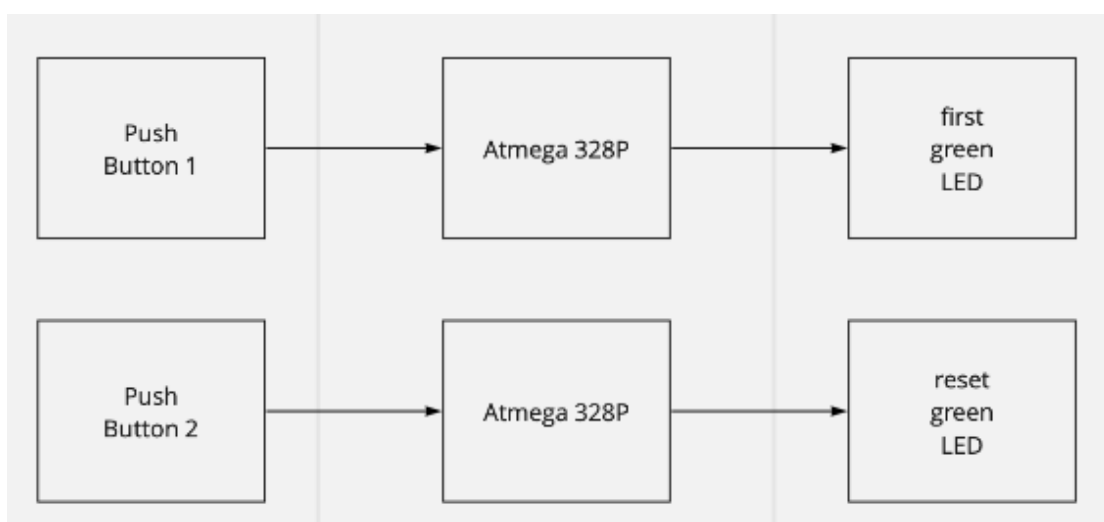 Push
Button 1
Atmega 328P
first
green
LED
Push
Button 2
Atmega 328P
reset
green
LED